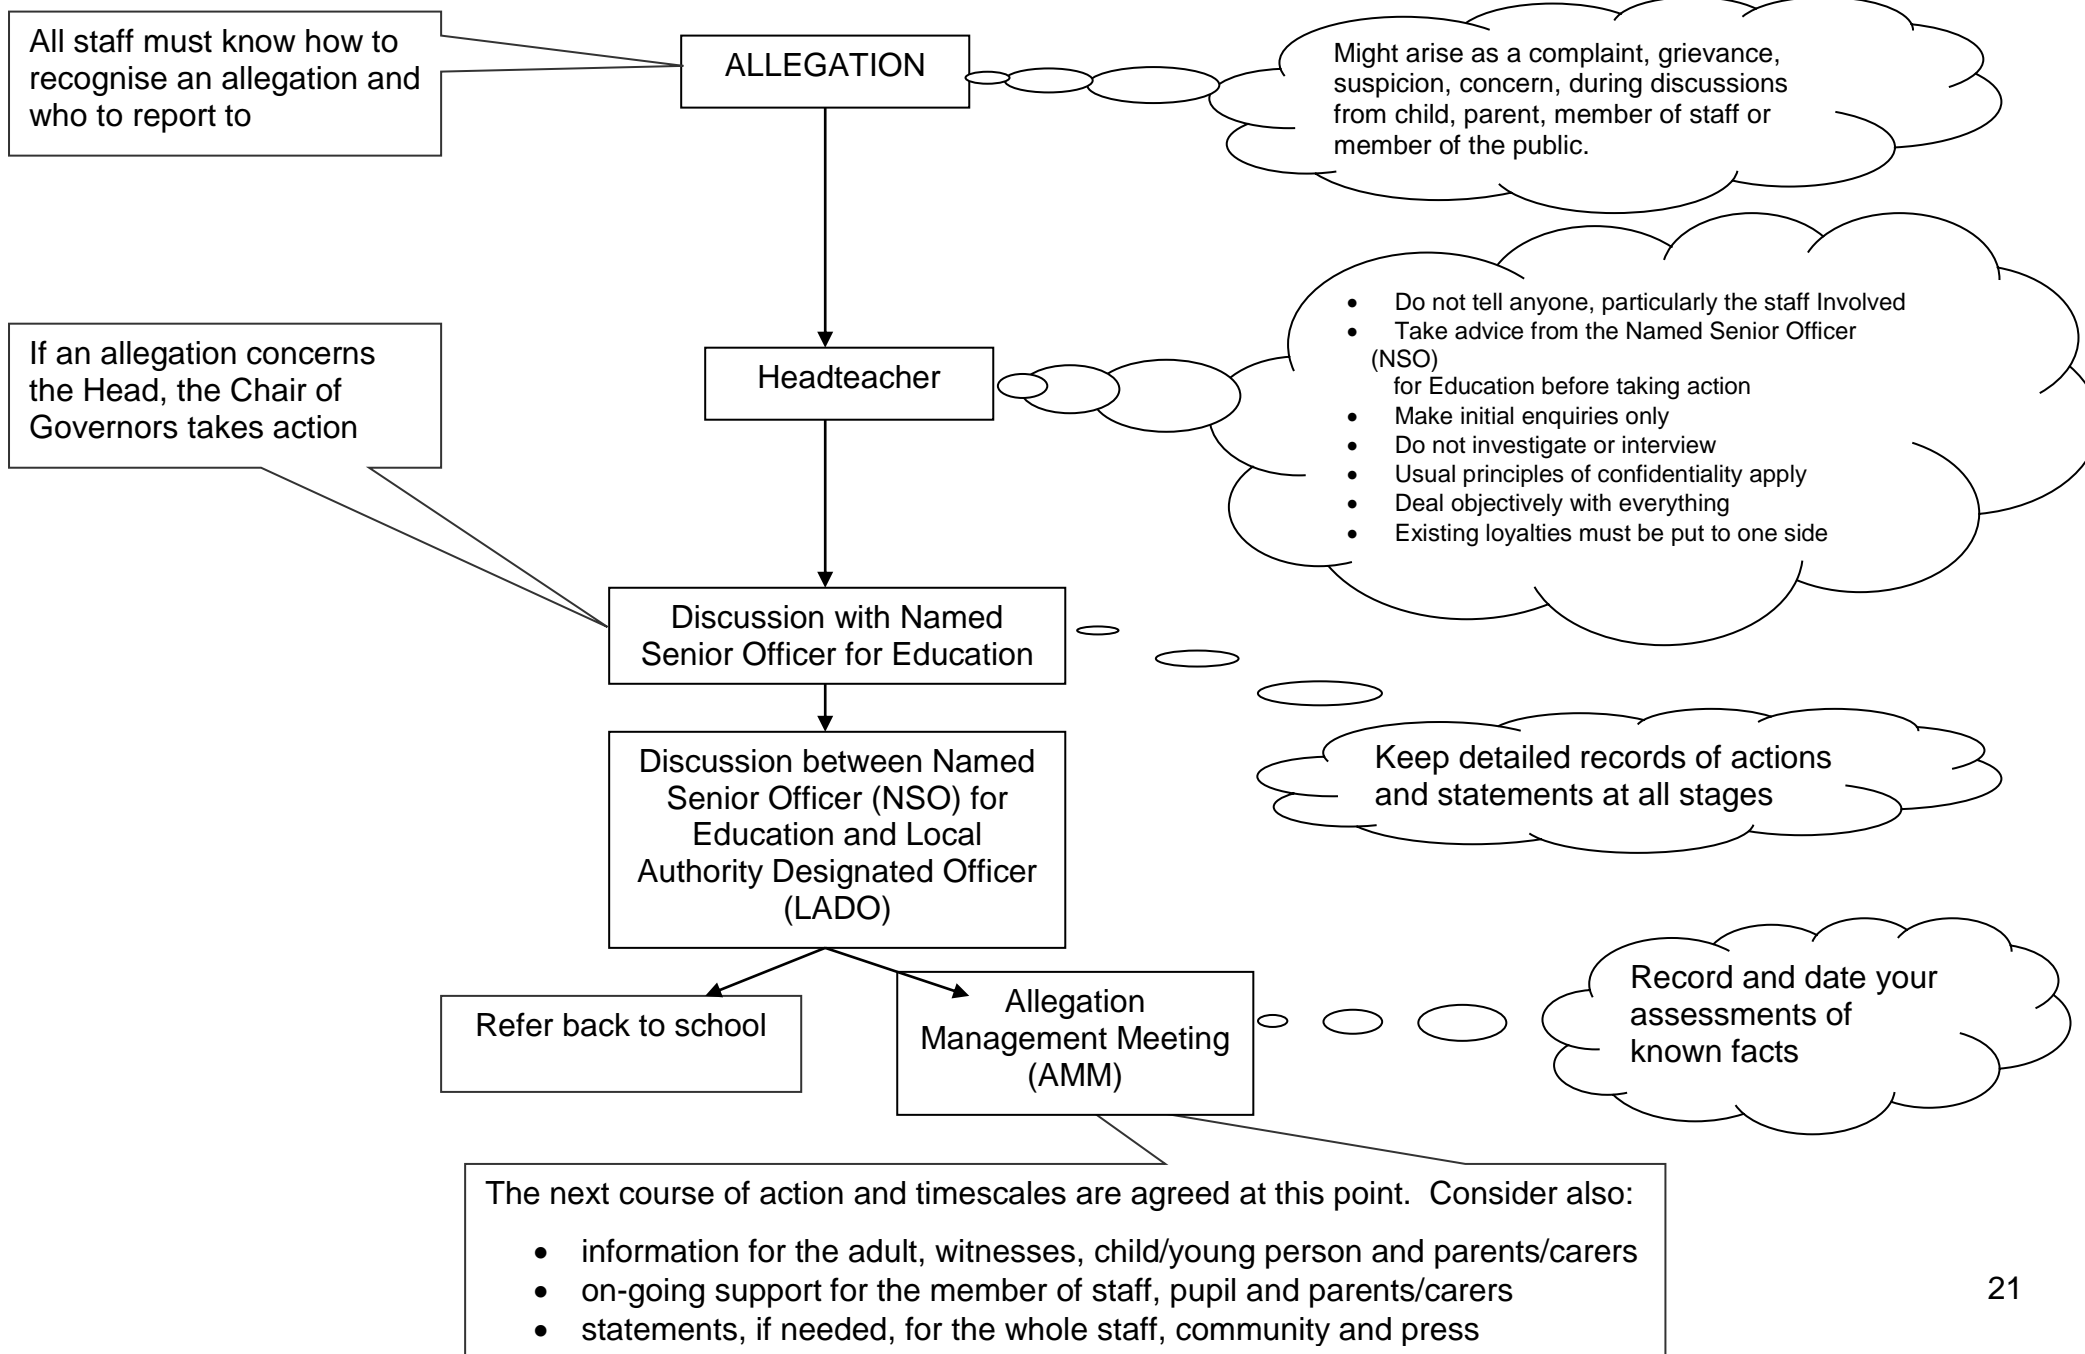 All staff must know how to
recognise an allegation and
who to report to
ALLEGATION
Might arise as a complaint, grievance,
suspicion, concern, during discussions
from child, parent, member of staff or
member of the public.
If an allegation concerns
the Head, the Chair of
Governors takes action
Headteacher
• Do not tell anyone, particularly the staff Involved
• Take advice from the Named Senior Officer
(NSO)
for Education before taking action
• Make initial enquiries only
• Do not investigate or interview
• Usual principles of confidentiality apply
• Deal objectively with everything
• Existing loyalties must be put to one side
Discussion with Named
Senior Officer for Education
Discussion between Named
Senior Officer (NSO) for
Education and Local
Authority Designated Officer
(LADO)
Keep detailed records of actions
and statements at all stages
Refer back to school
Allegation
Management Meeting
(AMM)
Record and date your
assessments of
known facts
The next course of action and timescales are agreed at this point.  Consider also:
• information for the adult, witnesses, child/young person and parents/carers
• on-going support for the member of staff, pupil and parents/carers
• statements, if needed, for the whole staff, community and press
21